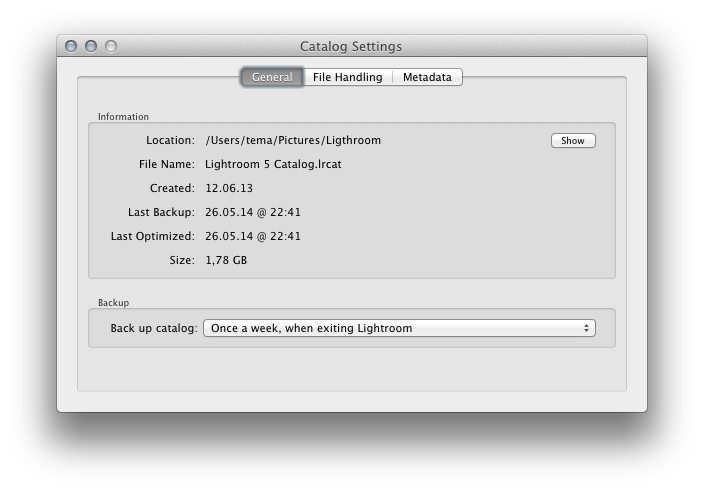 Catalog Settings
General File Handling Metadata
Information
Location: /Users/tema/Pictures/Ligthroom Show
File Name: Lightroom 5 Catalog.lrcat
Created: 12.06.13
Last Backup: 26.05.14 @ 22:41
Last Optimized: 26.05.14 @ 22:41
Size: 1,78 GB
Backup
Back up catalog: Once a week, when exiting Lightroom